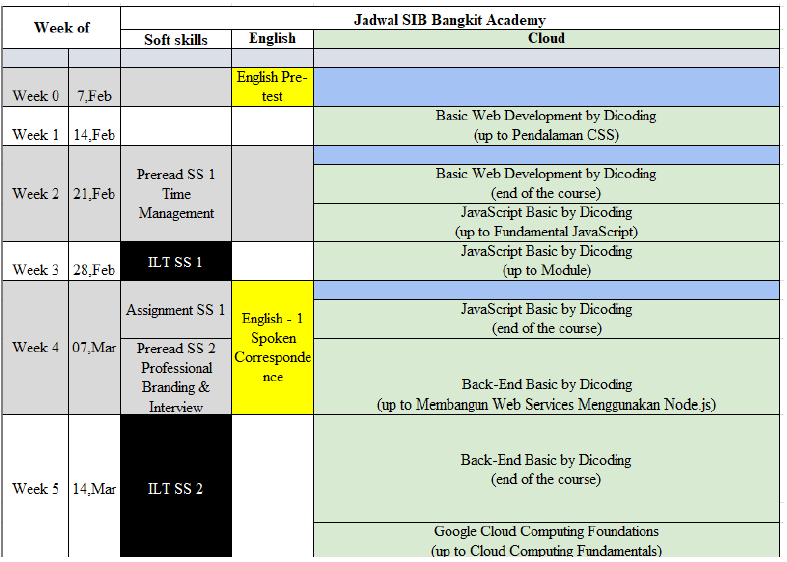 Week of
Jadwal SIB Bangkit Academy
Soft skills
English
Cloud
Week 0
7,Feb
English Pre-
test
Week 1
14,Feb
Basic Web Development by Dicoding
(up to Pendalaman CSS)
Week 2
21,Feb
Preread SS 1
Time
Management
Basic Web Development by Dicoding
(end of the course)
JavaScript Basic by Dicoding
(up to Fundamental JavaScript)
Week 3
28,Feb
ILT SS 1
JavaScript Basic by Dicoding
(up to Module)
Week 4
07,Mar
Assignment SS 1
Preread SS 2
Professional
Branding &
Interview
English - 1
Spoken
Corresponde
nce
JavaScript Basic by Dicoding
(end of the course)
Back-End Basic by Dicoding
(up to Membangun Web Services Menggunakan Node.js)
Week 5
14,Mar
ILT SS 2
Back-End Basic by Dicoding
(end of the course)
Google Cloud Computing Foundations
(up to Cloud Computing Fundamentals)